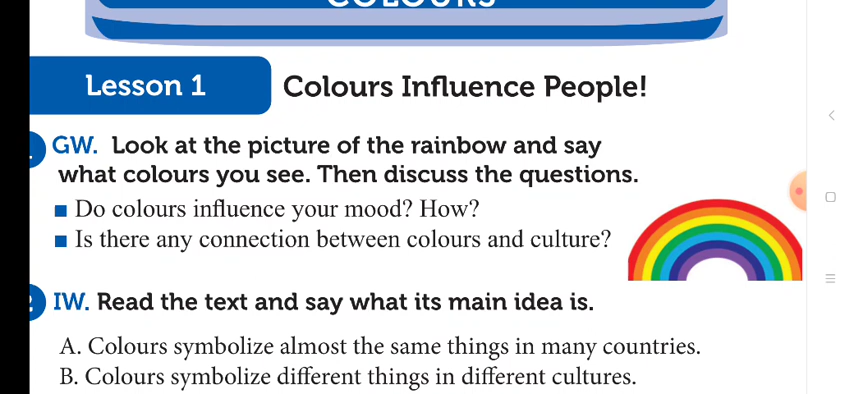 COLOURS
Lesson 1
Colours Influence People!
GW. Look at the picture of the rainbow and say
what colours you see. Then discuss the questions.
■ Do colours influence your mood? How?
■ Is there any connection between colours and culture?
IW. Read the text and say what its main idea is.
A. Colours symbolize almost the same things in many countries.
B. Colours symbolize different things in different cultures.